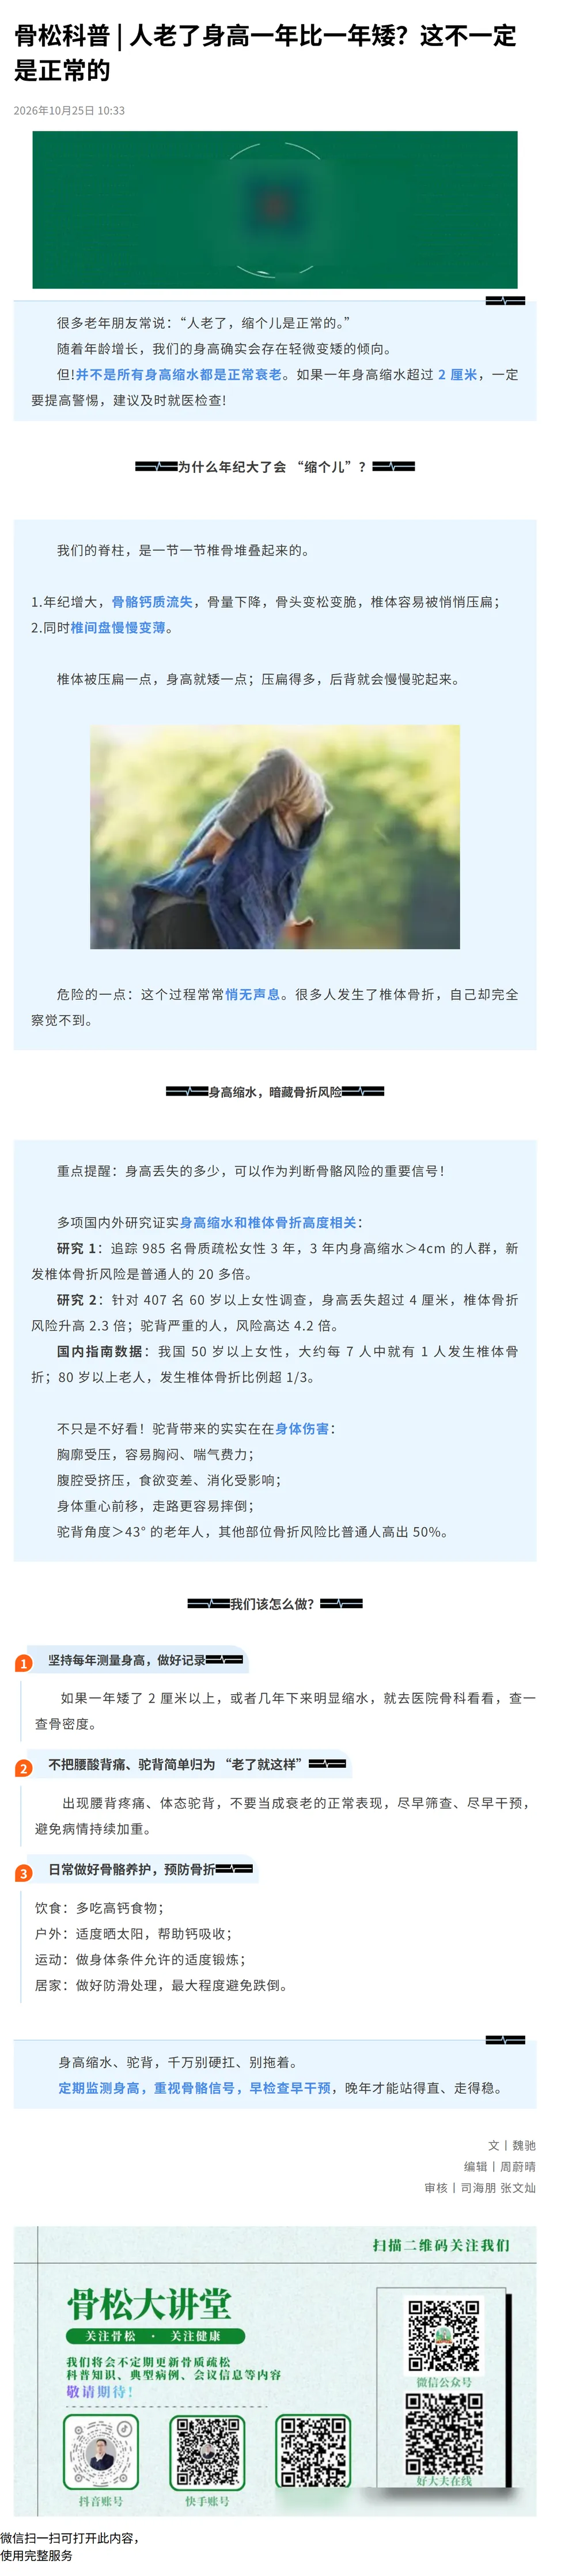 骨松科普 | 人老了身高一年比一年矮？这不一定
是正常的
2026年10月25日 10:33
很多老年朋友常说：“人老了，缩个儿是正常的。”
随着年龄增长，我们的身高确实会存在轻微变矮的倾向。
但!并不是所有身高缩水都是正常衰老。如果一年身高缩水超过 2 厘米，一定
要提高警惕，建议及时就医检查!
为什么年纪大了会 “缩个儿”？
我们的脊柱，是一节一节椎骨堆叠起来的。
1.年纪增大，骨骼钙质流失，骨量下降，骨头变松变脆，椎体容易被悄悄压扁；
2.同时椎间盘慢慢变薄。
椎体被压扁一点，身高就矮一点；压扁得多，后背就会慢慢驼起来。
危险的一点：这个过程常常悄无声息。很多人发生了椎体骨折，自己却完全
察觉不到。
身高缩水，暗藏骨折风险
重点提醒：身高丢失的多少，可以作为判断骨骼风险的重要信号！
多项国内外研究证实身高缩水和椎体骨折高度相关：
研究 1：追踪 985 名骨质疏松女性 3 年，3 年内身高缩水＞4cm 的人群，新
发椎体骨折风险是普通人的 20 多倍。
研究 2：针对 407 名 60 岁以上女性调查，身高丢失超过 4 厘米，椎体骨折
风险升高 2.3 倍；驼背严重的人，风险高达 4.2 倍。
国内指南数据：我国 50 岁以上女性，大约每 7 人中就有 1 人发生椎体骨
折；80 岁以上老人，发生椎体骨折比例超 1/3。
不只是不好看！驼背带来的实实在在身体伤害：
胸廓受压，容易胸闷、喘气费力；
腹腔受挤压，食欲变差、消化受影响；
身体重心前移，走路更容易摔倒；
驼背角度＞43° 的老年人，其他部位骨折风险比普通人高出 50%。
我们该怎么做？
1 坚持每年测量身高，做好记录
如果一年矮了 2 厘米以上，或者几年下来明显缩水，就去医院骨科看看，查一
查骨密度。
2 不把腰酸背痛、驼背简单归为 “老了就这样”
出现腰背疼痛、体态驼背，不要当成衰老的正常表现，尽早筛查、尽早干预，
避免病情持续加重。
3 日常做好骨骼养护，预防骨折
饮食：多吃高钙食物；
户外：适度晒太阳，帮助钙吸收；
运动：做身体条件允许的适度锻炼；
居家：做好防滑处理，最大程度避免跌倒。
身高缩水、驼背，千万别硬扛、别拖着。
定期监测身高，重视骨骼信号，早检查早干预，晚年才能站得直、走得稳。
文丨魏驰
编辑丨周蔚晴
审核丨司海朋 张文灿
扫描二维码关注我们
骨松大讲堂
关注骨松 · 关注健康
我们将会不定期更新骨质疏松
科普知识、典型病例、会议信息等内容
敬请期待！
微信公众号
好大夫在线
抖音账号
快手账号
微信扫一扫可打开此内容，
使用完整服务